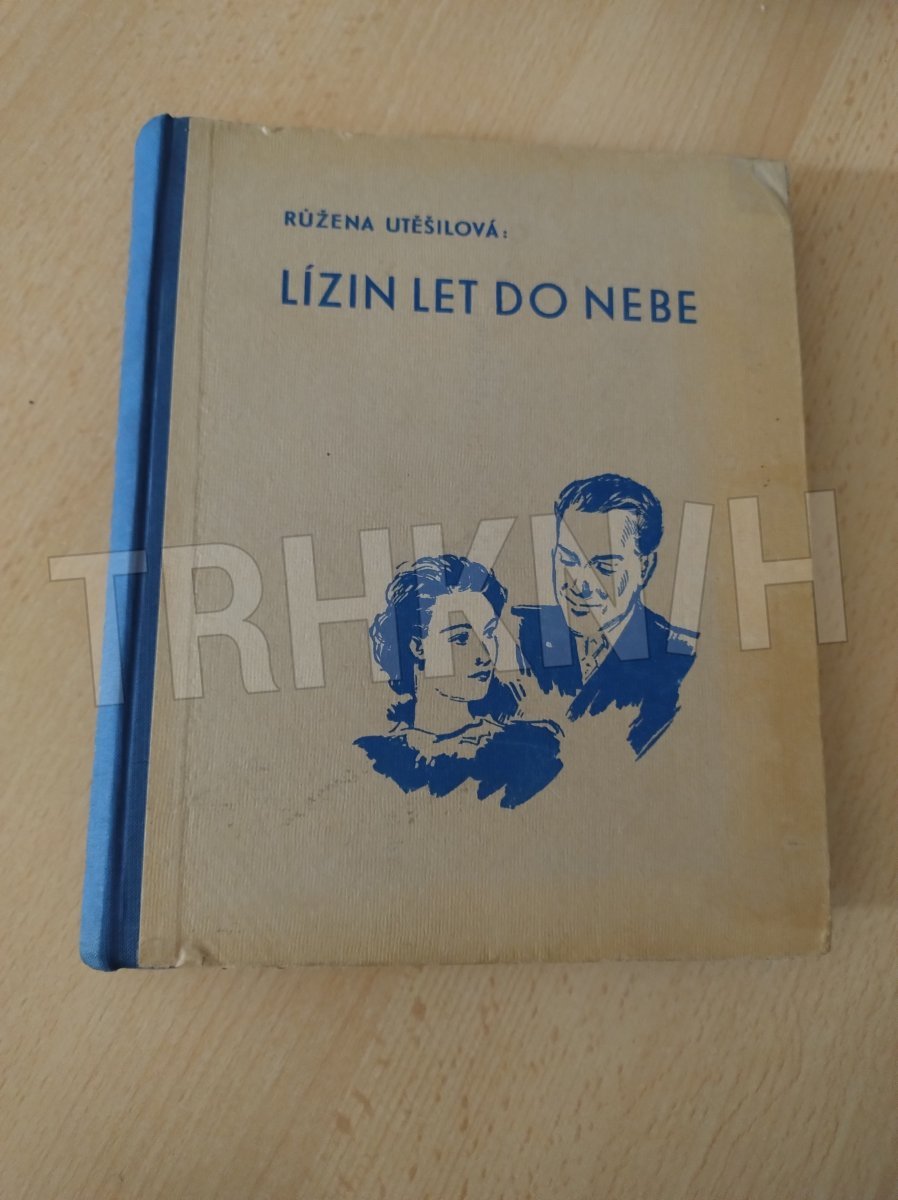 RŮŽENA UTĚŠILOVÁ:
LÍZIN LET DO NEBE
TRHKNIH